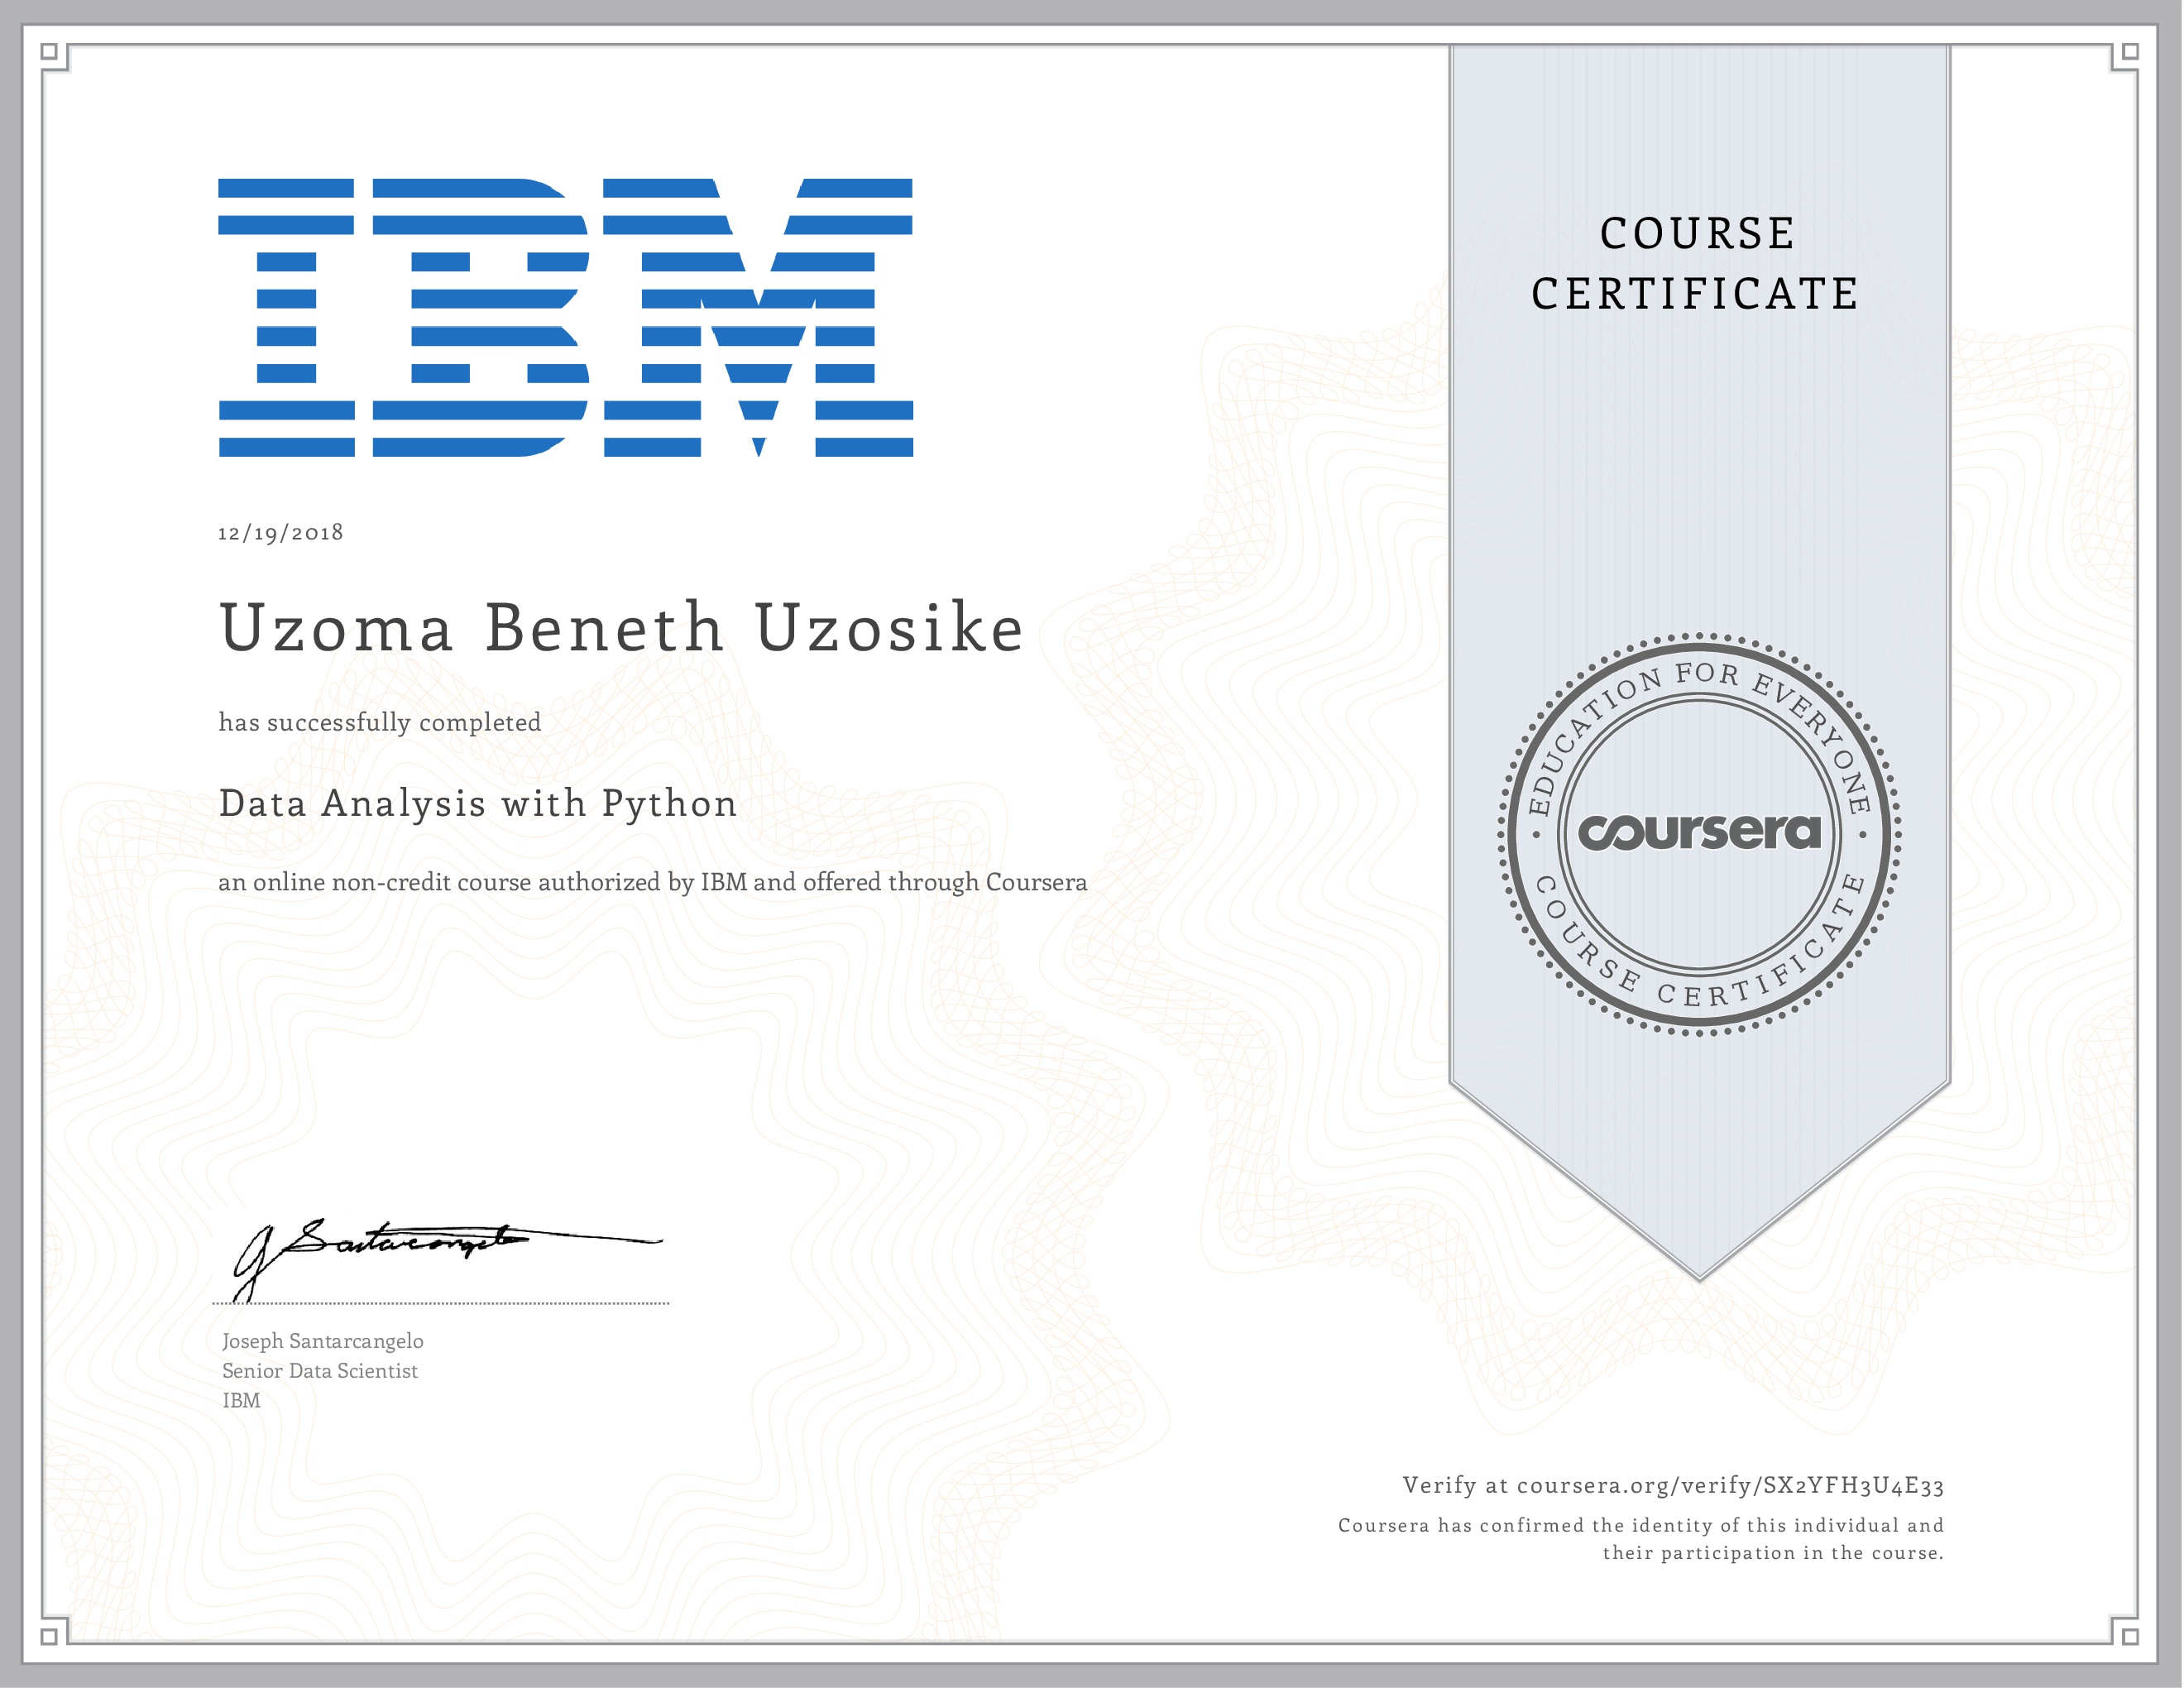 IBM
COURSE
CERTIFICATE
12/19/2018
Uzoma Beneth Uzosike
has successfully completed
Data Analysis with Python
an online non-credit course authorized by IBM and offered through Coursera
EDUCATION FOR EVERYONE
coursera
COURSE CERTIFICATE
J Santarcangelo
Joseph Santarcangelo
Senior Data Scientist
IBM
Verify at coursera.org/verify/SX2YFH3U4E33
Coursera has confirmed the identity of this individual and
their participation in the course.